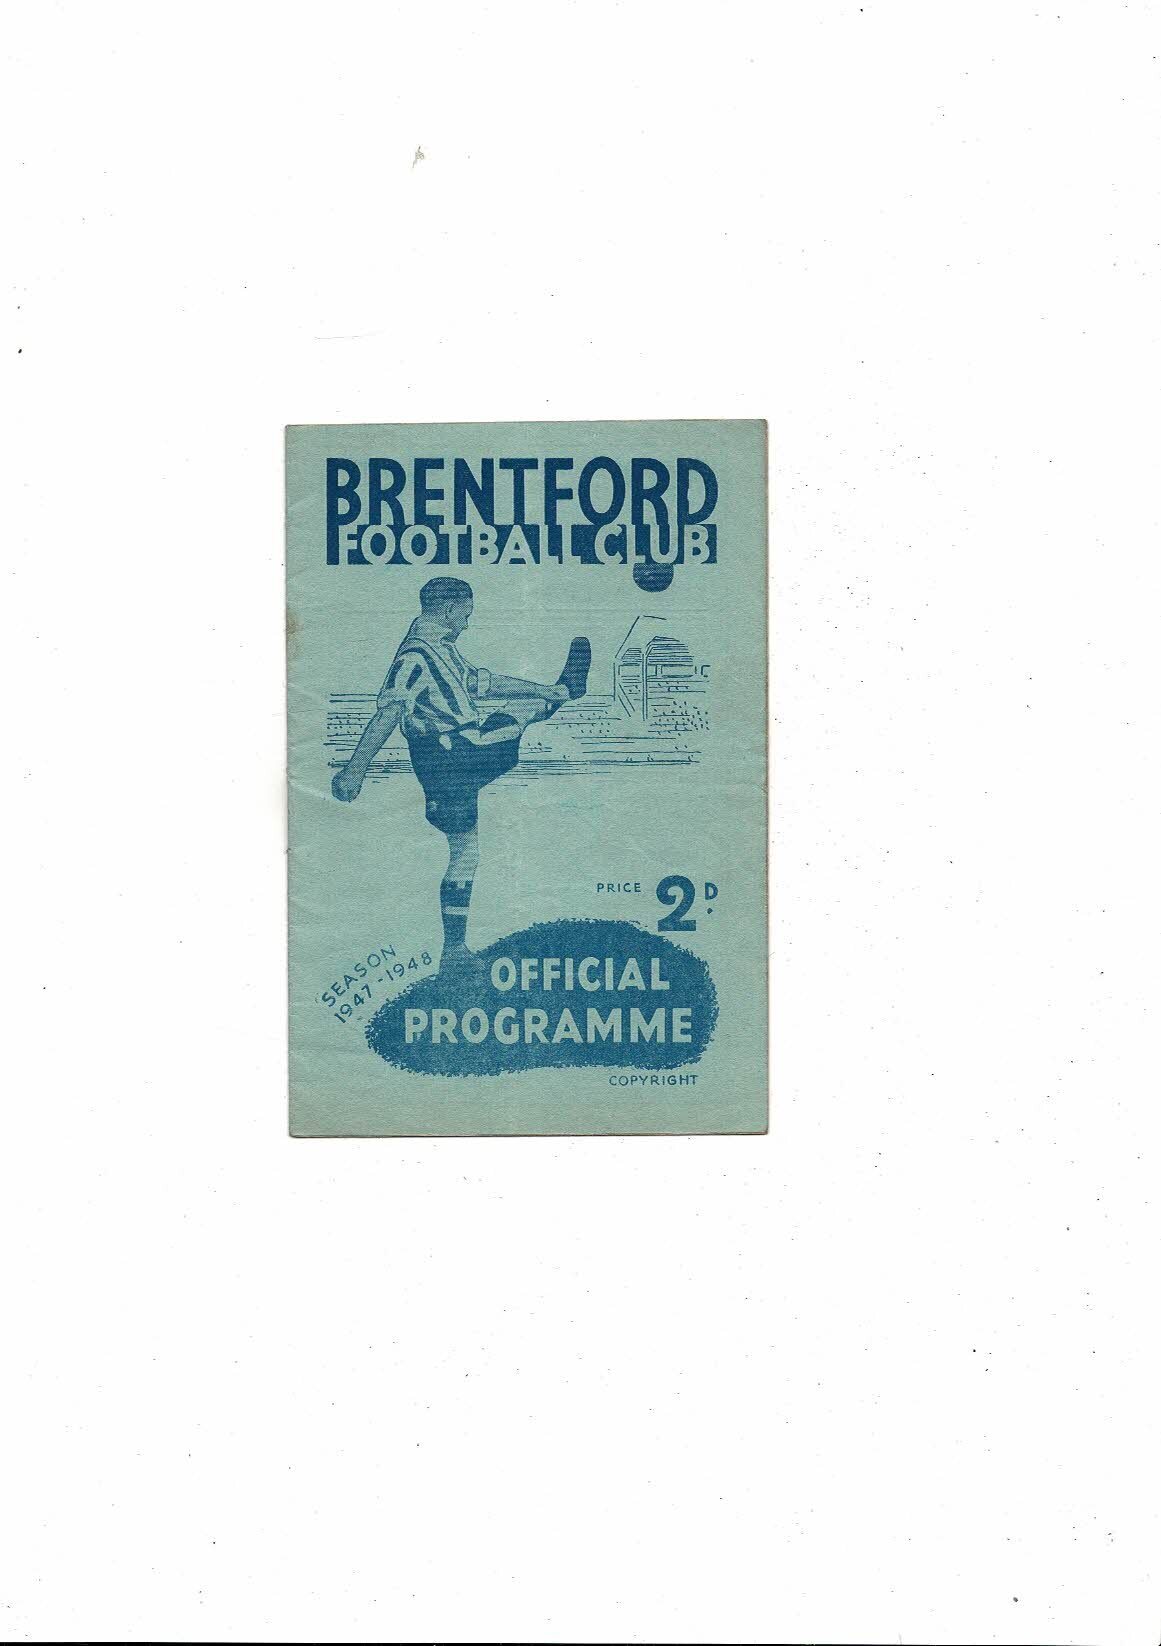 BRENTFORD
FOOTBALL CLUB
PRICE 2D.
SEASON
1947-1948
OFFICIAL
PROGRAMME
COPYRIGHT